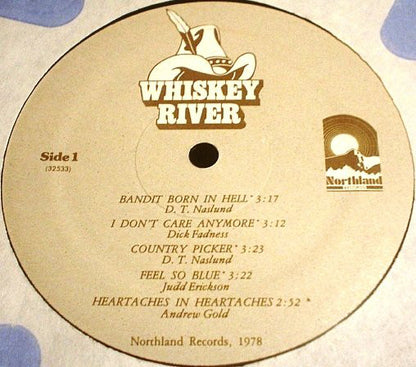 WHISKEY
RIVER
Side 1
(32533)
Northland
BANDIT BORN IN HELL* 3:17
D. T. Naslund
I DON'T CARE ANYMORE* 3:12
Dick Fadness
COUNTRY PICKER* 3:23
D. T. Naslund
FEEL SO BLUE* 3:22
Judd Erickson
HEARTACHES IN HEARTACHES 2:52 *
Andrew Gold
Northland Records, 1978